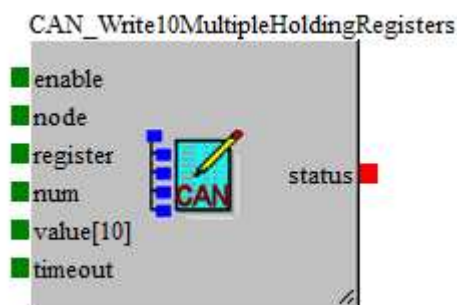 CAN_Write10MultipleHoldingRegisters
enable
node
register
num
value[10]
timeout
CAN
status